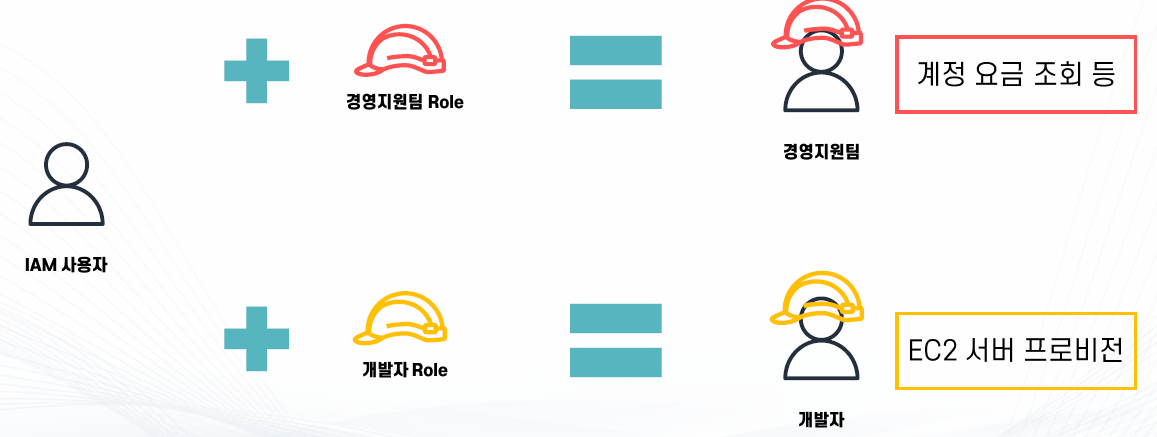 경영지원팀 Role
계정 요금 조회 등
경영지원팀
IAM 사용자
개발자 Role
EC2 서버 프로비전
개발자